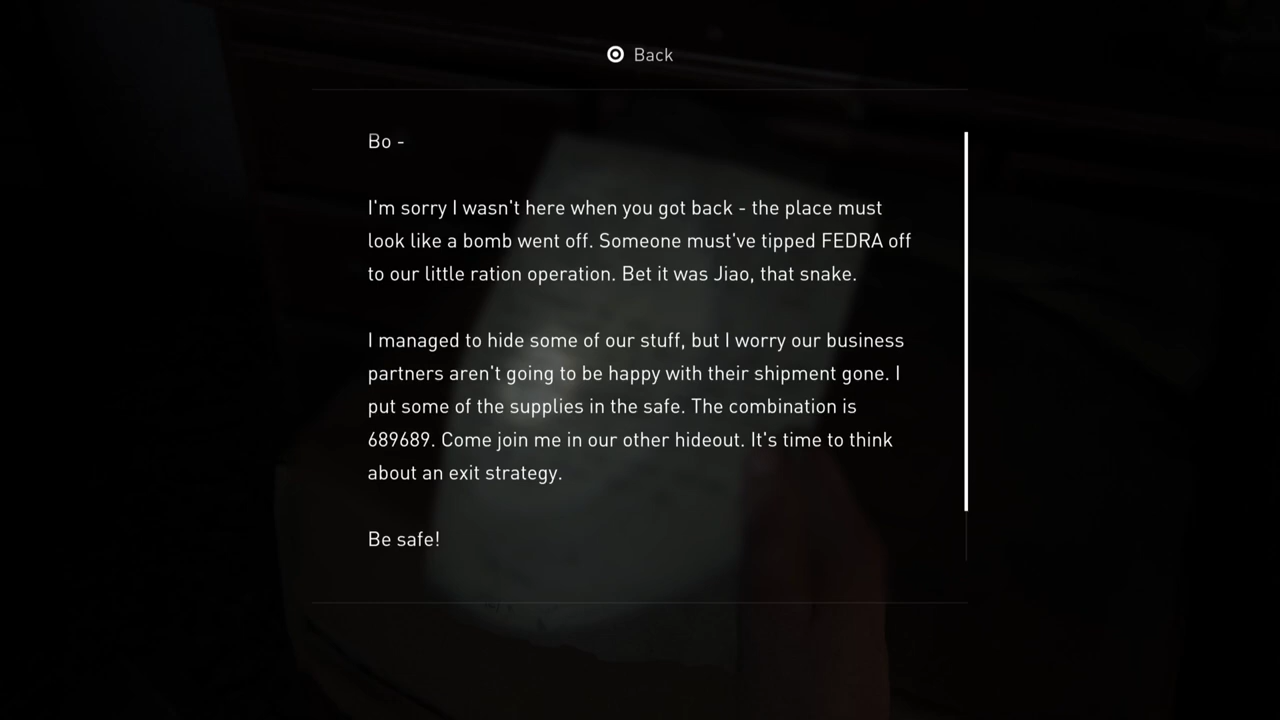 Back
Bo -
I'm sorry I wasn't here when you got back - the place must
look like a bomb went off. Someone must've tipped FEDRA off
to our little ration operation. Bet it was Jiao, that snake.
I managed to hide some of our stuff, but I worry our business
partners aren't going to be happy with their shipment gone. I
put some of the supplies in the safe. The combination is
689689. Come join me in our other hideout. It's time to think
about an exit strategy.
Be safe!